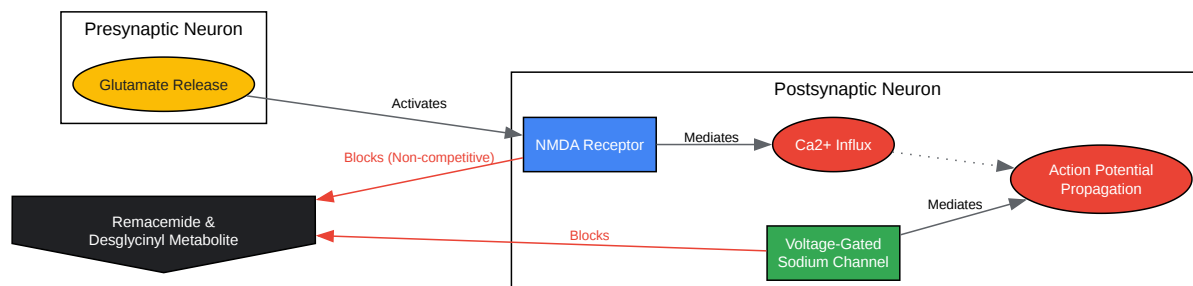 Presynaptic Neuron
Glutamate Release
Activates
Postsynaptic Neuron
NMDA Receptor
Mediates
Ca2+ Influx
Blocks (Non-competitive)
Action Potential
Propagation
Mediates
Remacemide &
Desglycinyl Metabolite
Blocks
Voltage-Gated
Sodium Channel